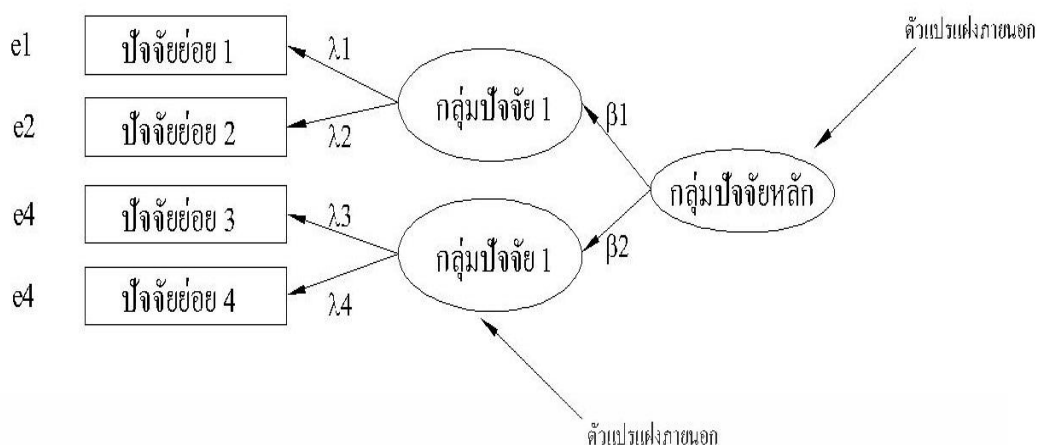 ตัวแปรแฝงภายนอก
e1
ปัจจัยย่อย 1
λ1
กลุ่มปัจจัย 1
e2
ปัจจัยย่อย 2
λ2
β1
กลุ่มปัจจัยหลัก
e4
ปัจจัยย่อย 3
λ3
กลุ่มปัจจัย 1
β2
e4
ปัจจัยย่อย 4
λ4
ตัวแปรแฝงภายนอก